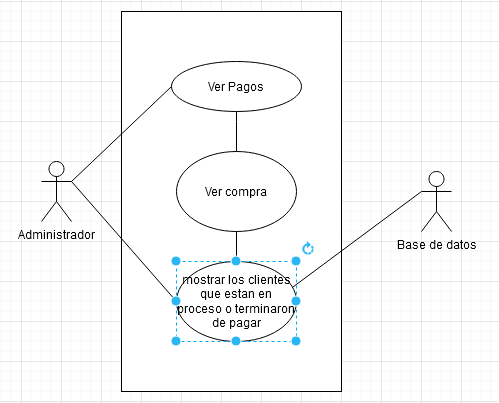 Ver Pagos
Ver compra
Administrador
Base de datos
mostrar los clientes
que estan en
proceso o terminaron
de pagar